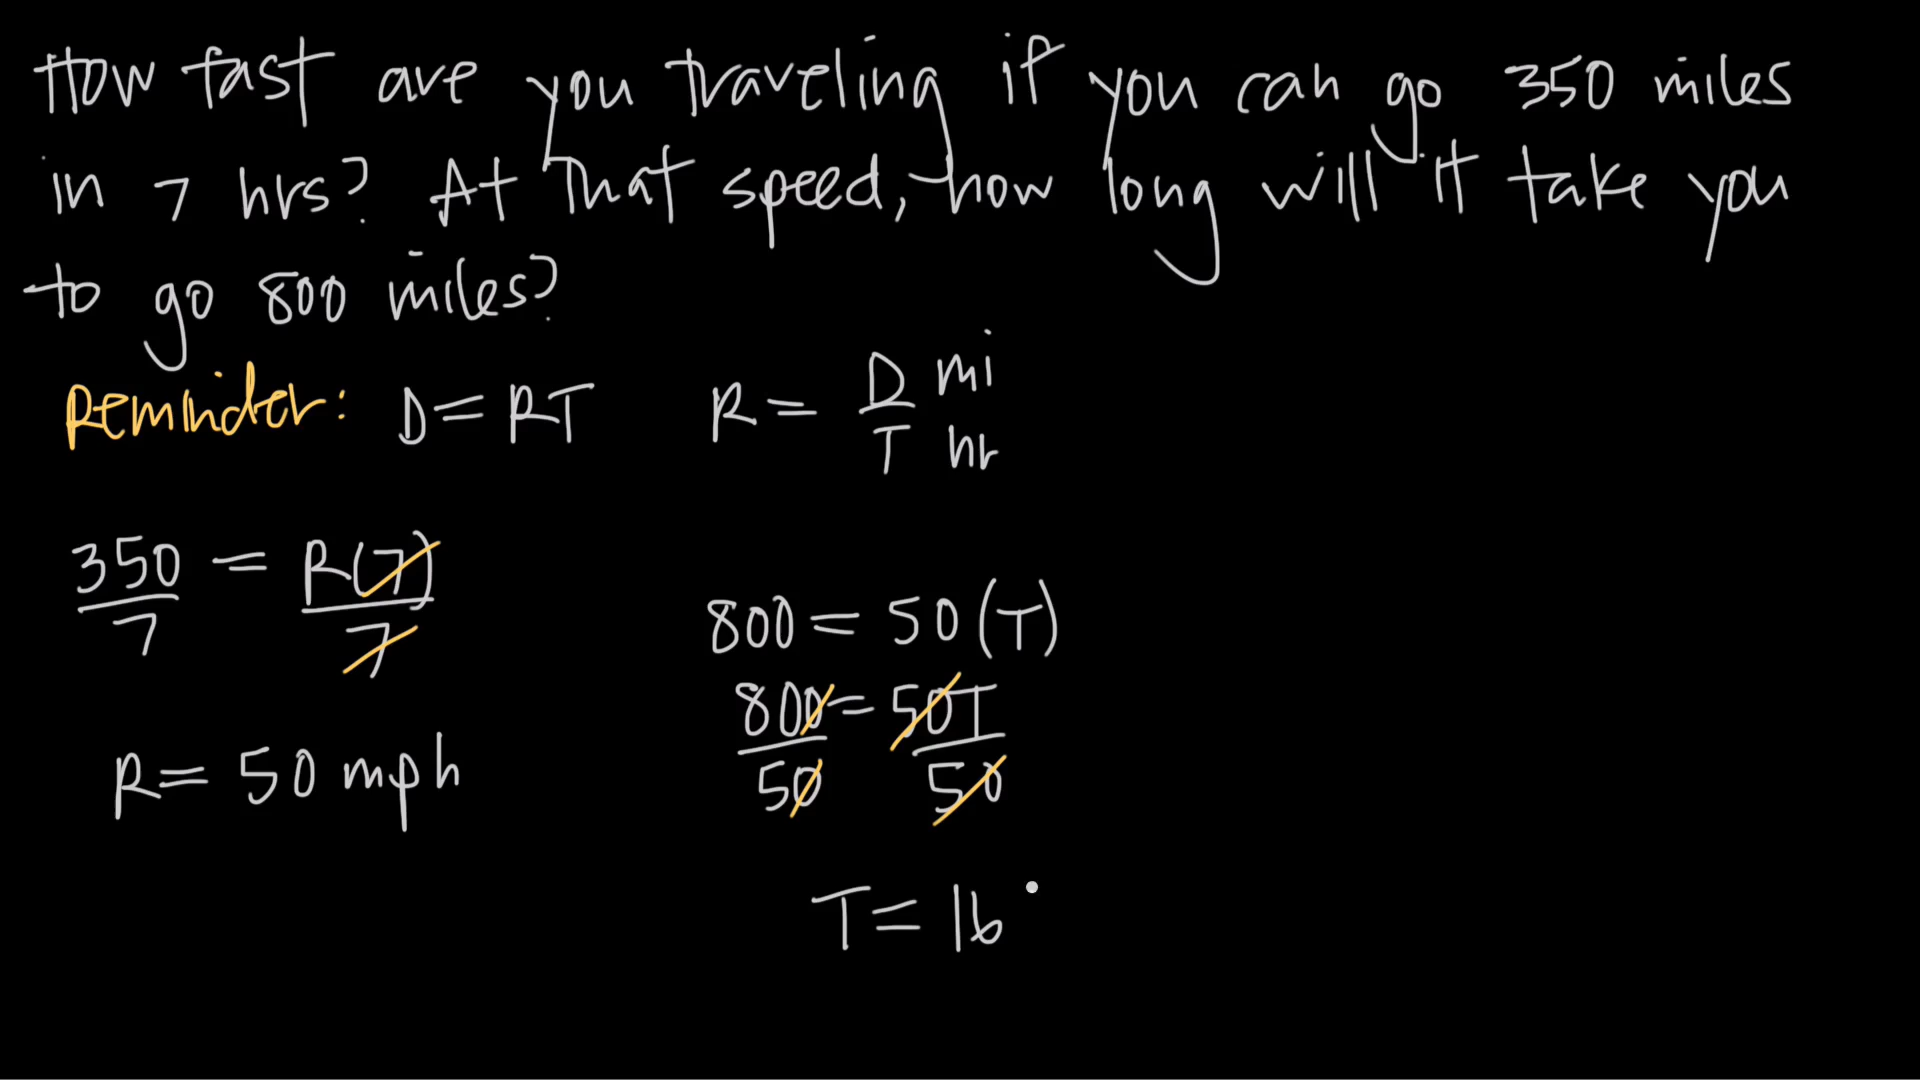 How fast are you traveling if you can go 350 miles
in 7 hrs? At that speed, how long will it take you
to go 800 miles?
Reminder: D = RT R = D/T mi/hr
350/7 = R(7)/7
R = 50 mph
800 = 50(T)
800/50 = 50T/50
T = 16